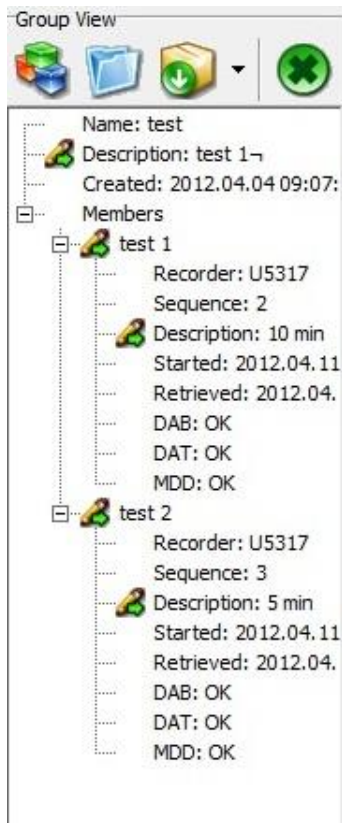 Group View
Name: test
Description: test 1¬
Created: 2012.04.04 09:07:
Members
test 1
Recorder: U5317
Sequence: 2
Description: 10 min
Started: 2012.04.11
Retrieved: 2012.04.
DAB: OK
DAT: OK
MDD: OK
test 2
Recorder: U5317
Sequence: 3
Description: 5 min
Started: 2012.04.11
Retrieved: 2012.04.
DAB: OK
DAT: OK
MDD: OK